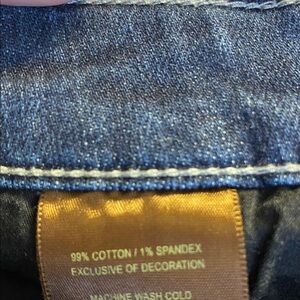 99% COTTON / 1% SPANDEX
EXCLUSIVE OF DECORATION
MACHINE WASH COLD